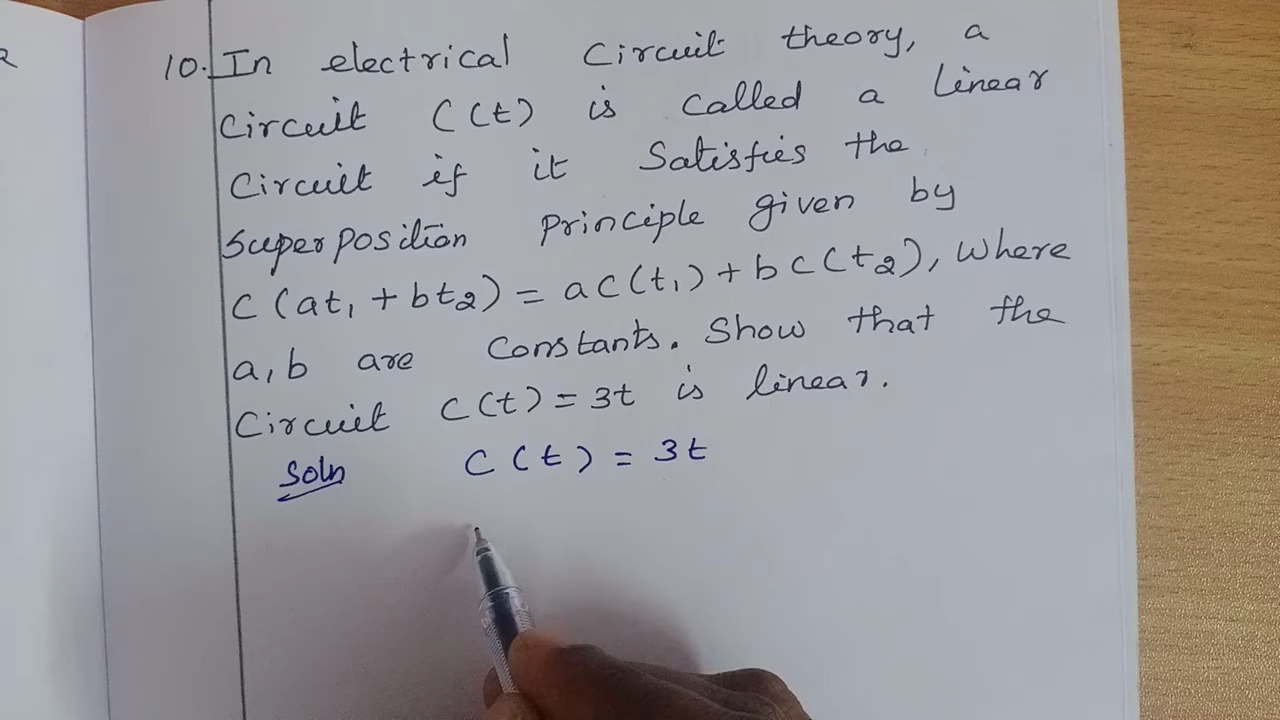 10. In electrical Circuit theory, a
Circuit C(t) is called a linear
Circuit if it Satisfies the
Superposition Principle given by
C(at₁ + bt₂) = aC(t₁) + bC(t₂), Where
a, b are Constants. Show that the
Circuit C(t) = 3t is linear.
Soln C(t) = 3t